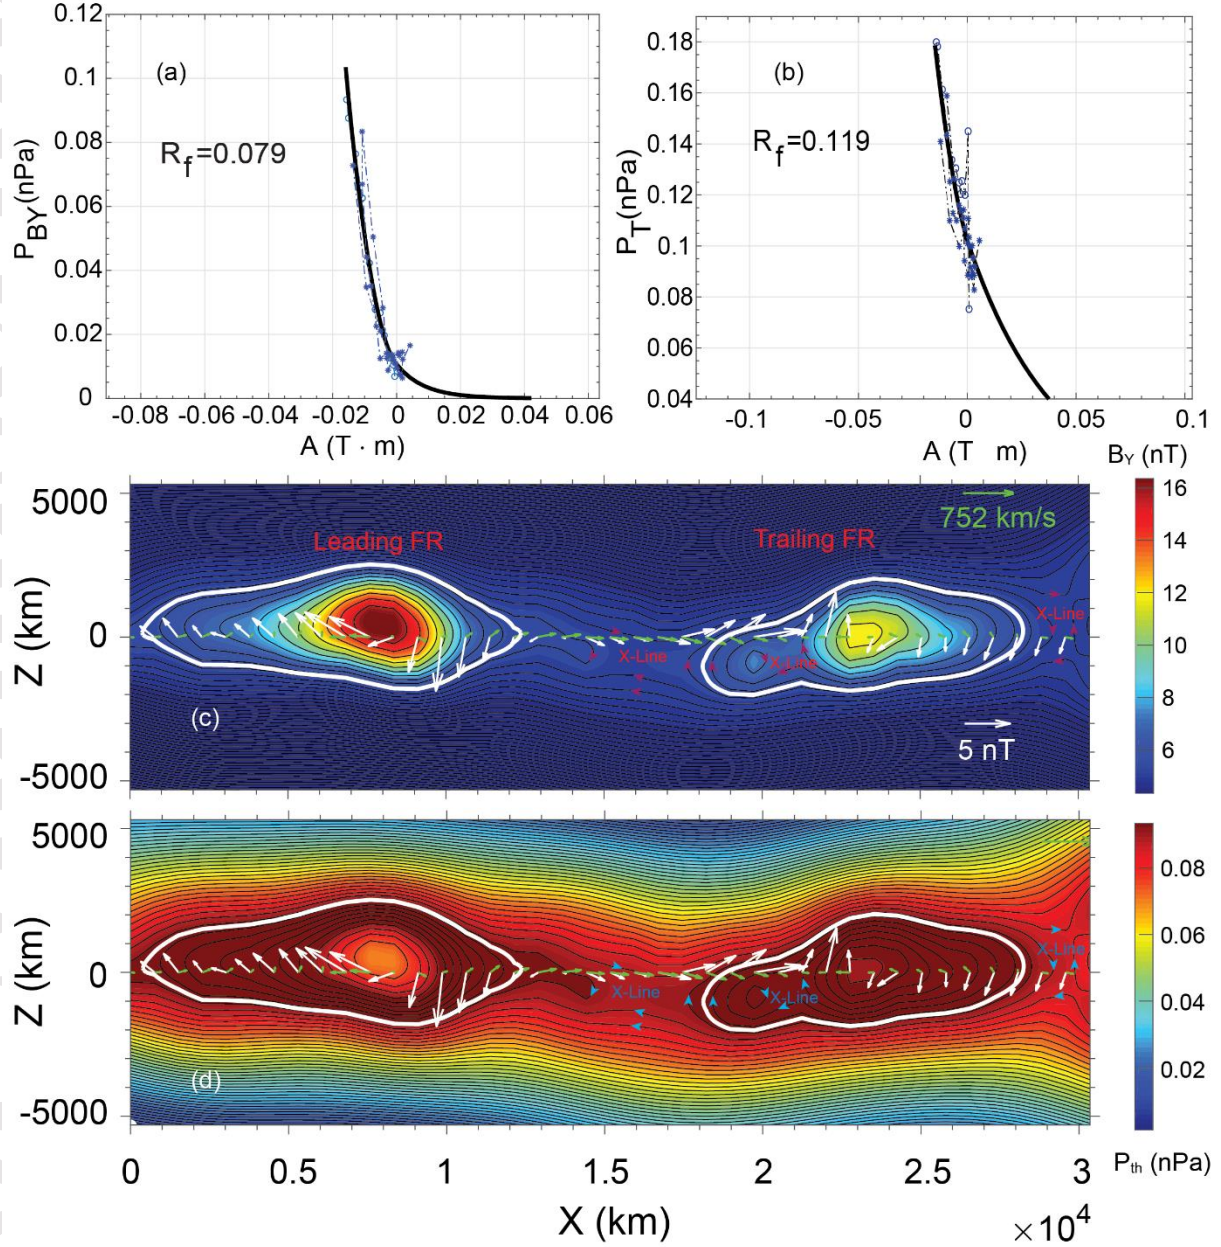 (a)
R_f=0.079
P_BY(nPa)
0.12
0.1
0.08
0.06
0.04
0.02
0
-0.08 -0.06 -0.04 -0.02 0 0.02 0.04 0.06
A (T · m)
(b)
R_f=0.119
P_T(nPa)
0.18
0.16
0.14
0.12
0.1
0.08
0.06
0.04
-0.1 -0.05 0 0.05 0.1
A (T m)
B_Y (nT)
16
14
12
10
8
6
5000
0
-5000
Z (km)
Leading FR
Trailing FR
752 km/s
X-Line
X-Line
X-Line
(c)
5 nT
5000
0
-5000
Z (km)
X-Line
X-Line
X-Line
(d)
0.08
0.06
0.04
0.02
P_th (nPa)
0 0.5 1 1.5 2 2.5 3
X (km)
×10^4